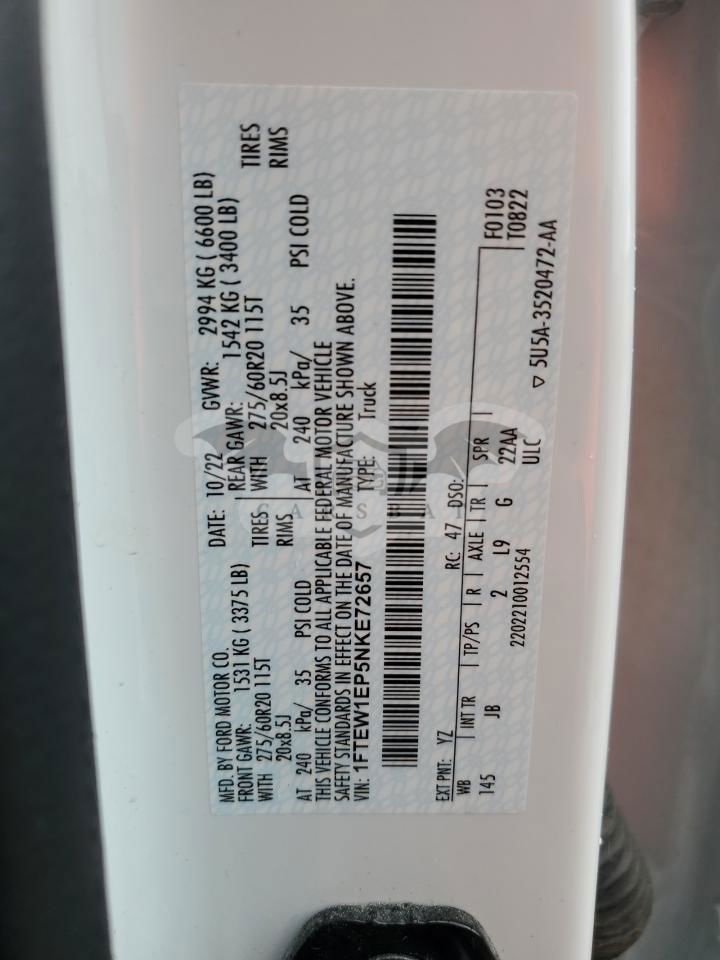 MFD. BY FORD MOTOR CO.
DATE: 10/22 GVWR: 2994 KG ( 6600 LB)
FRONT GAWR: 1531 KG ( 3375 LB)
REAR GAWR: 1542 KG ( 3400 LB)
WITH 275/60R20 115T TIRES
WITH 275/60R20 115T TIRES
20x8.5J RIMS
20x8.5J RIMS
AT 240 kPa/ 35 PSI COLD
AT 240 kPa/ 35 PSI COLD
THIS VEHICLE CONFORMS TO ALL APPLICABLE FEDERAL MOTOR VEHICLE
SAFETY STANDARDS IN EFFECT ON THE DATE OF MANUFACTURE SHOWN ABOVE.
VIN: 1FTEW1EP5NKE72657 TYPE: Truck
EXT PNT: YZ RC: 47 DSO:
WB INT TR TP/PS R AXLE TR SPR F0103
145 JB 2 L9 G 22AA T0822
2202210012554 ULC
▽ 5U5A-3520472-AA